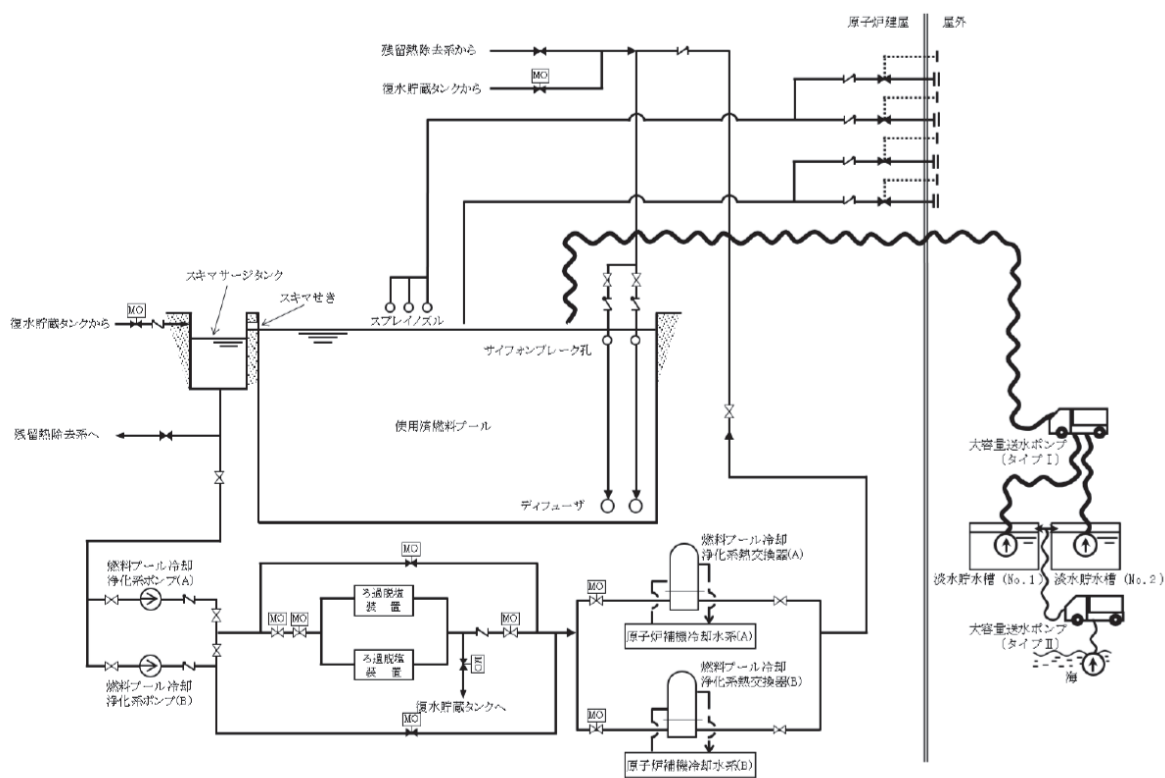 原子炉建屋
屋外
残留熱除去系から
MO
復水貯蔵タンクから
スキマサージタンク
スキマせき
MO
復水貯蔵タンクから
スプレイノズル
サイフォンブレーク孔
使用済燃料プール
残留熱除去系へ
ディフューザ
大容量送水ポンプ
(タイプⅠ)
淡水貯水槽 (No.1)
淡水貯水槽 (No.2)
大容量送水ポンプ
(タイプⅡ)
海
燃料プール冷却
浄化系ポンプ(A)
燃料プール冷却
浄化系ポンプ(B)
MO
MO
MO
ろ過脱塩
装置
ろ過脱塩
装置
MO
MO
復水貯蔵タンクへ
MO
燃料プール冷却
浄化系熱交換器(A)
MO
原子炉補機冷却水系(A)
燃料プール冷却
浄化系熱交換器(B)
MO
原子炉補機冷却水系(B)